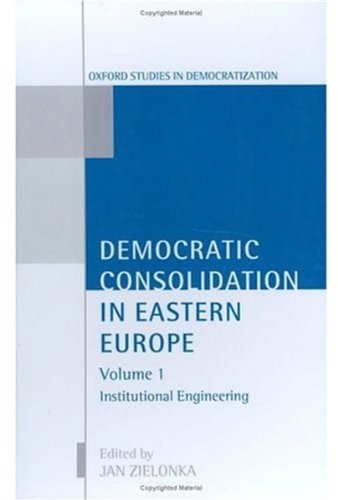 Copyrighted Material
OXFORD STUDIES IN DEMOCRATIZATION
DEMOCRATIC
CONSOLIDATION
IN EASTERN
EUROPE
Volume 1
Institutional Engineering
Edited by
JAN ZIELONKA
Copyrighted Material